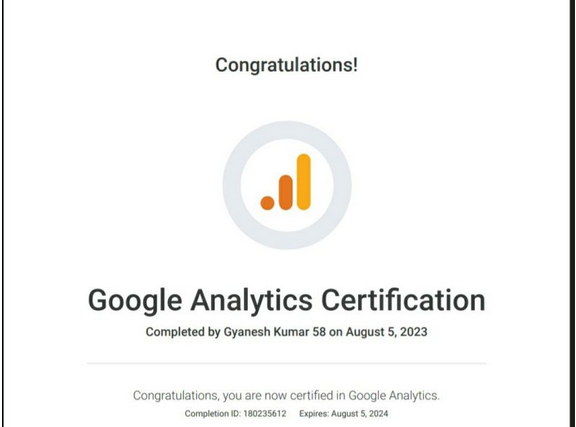 Congratulations!
Google Analytics Certification
Completed by Gyanesh Kumar 58 on August 5, 2023
Congratulations, you are now certified in Google Analytics.
Completion ID: 180235612 Expires: August 5, 2024